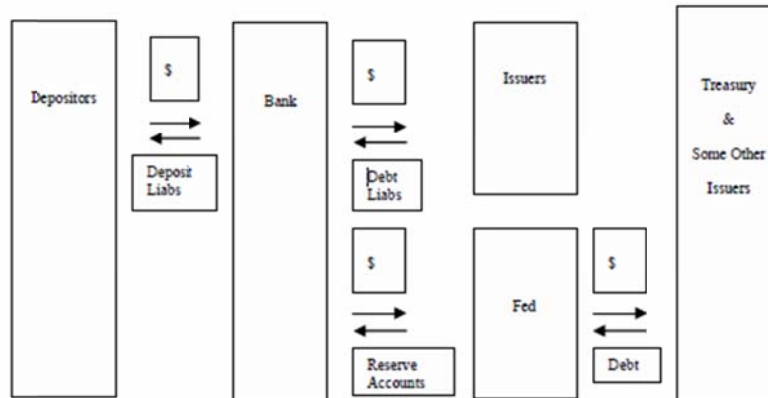 Depositors
$
Deposit
Liabs
Bank
$
Debt
Liabs
Issuers
Treasury
&
Some Other
Issuers
$
Reserve
Accounts
Fed
$
Debt